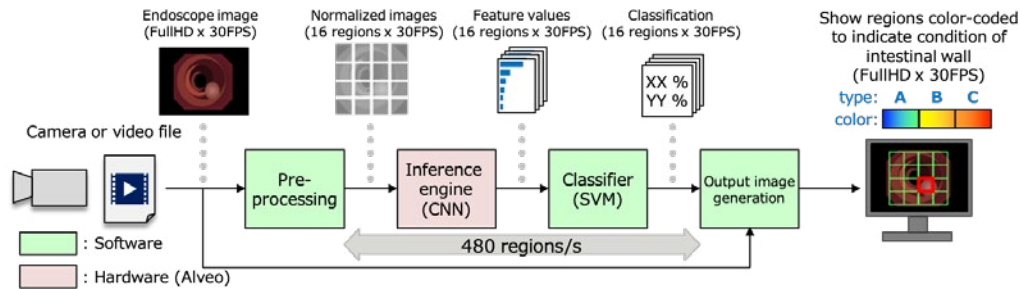 Endoscope image
(FullHD x 30FPS)
Normalized images
(16 regions x 30FPS)
Feature values
(16 regions x 30FPS)
Classification
(16 regions x 30FPS)
Show regions color-coded
to indicate condition of
intestinal wall
(FullHD x 30FPS)
type: A B C
color:
XX %
YY %
Camera or video file
Pre-
processing
Inference
engine
(CNN)
Classifier
(SVM)
Output image
generation
480 regions/s
: Software
: Hardware (Alveo)